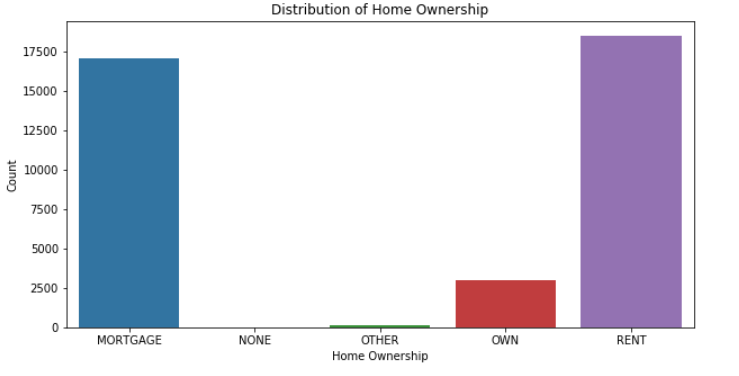 Distribution of Home Ownership
17500
15000
12500
10000
7500
5000
2500
0
Count
MORTGAGE NONE OTHER OWN RENT
Home Ownership